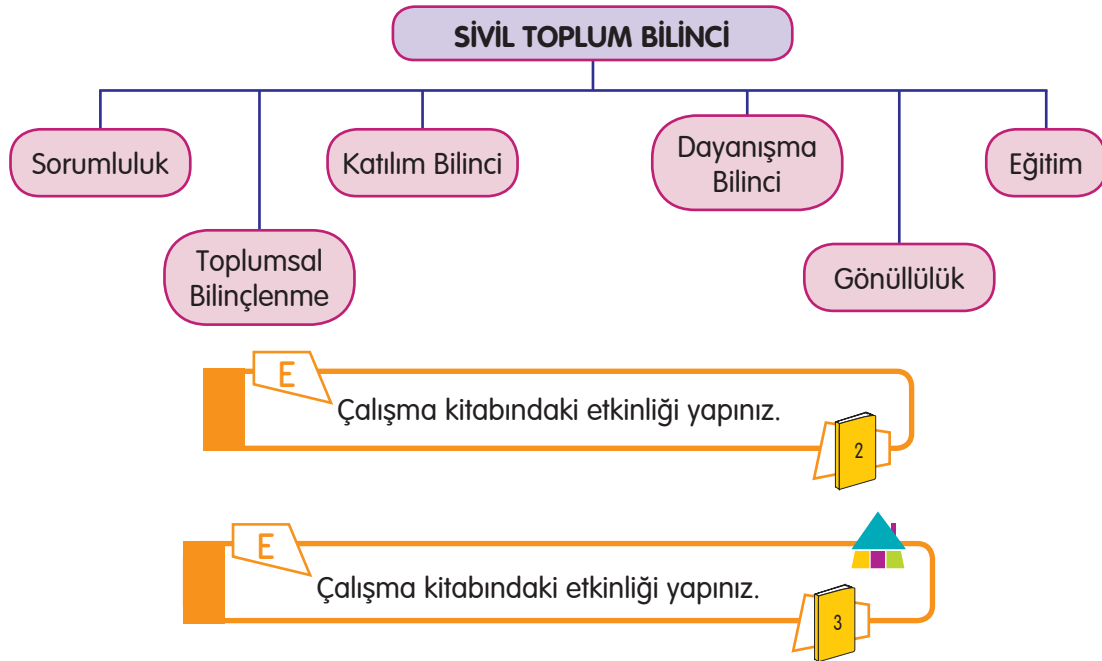 SİVİL TOPLUM BİLİNCİ
Sorumluluk
Katılım Bilinci
Dayanışma
Bilinci
Eğitim
Toplumsal
Bilinçlenme
Gönüllülük
E
Çalışma kitabındaki etkinliği yapınız.
2
E
Çalışma kitabındaki etkinliği yapınız.
3